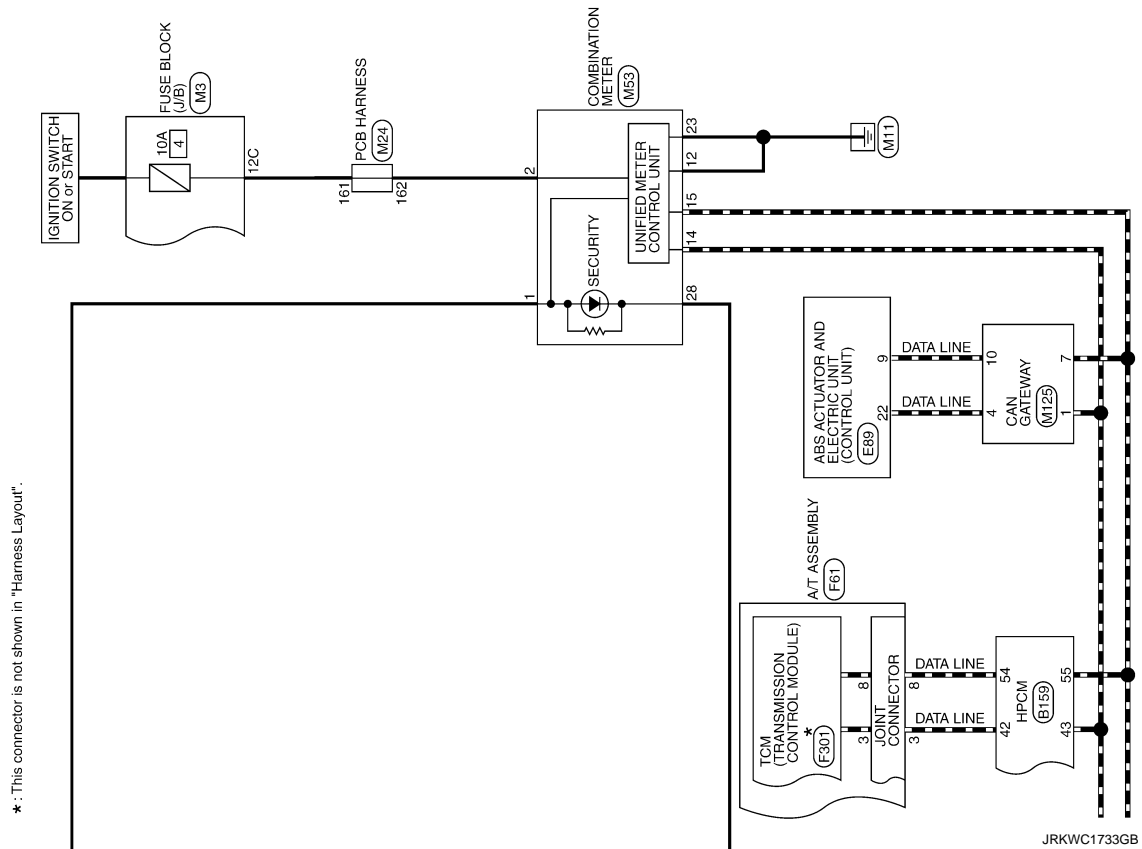 IGNITION SWITCH
ON or START
FUSE BLOCK
(J/B)
M3
10A
4
12C
PCB HARNESS
M24
161
162
COMBINATION
METER
M53
2
1
UNIFIED METER
CONTROL UNIT
SECURITY
23
12
15
14
28
M11
ABS ACTUATOR AND
ELECTRIC UNIT
(CONTROL UNIT)
E89
9
22
DATA LINE
DATA LINE
10
4
CAN
GATEWAY
M125
7
1
A/T ASSEMBLY
F61
TCM
(TRANSMISSION
CONTROL MODULE)
*
F301
8
3
JOINT
CONNECTOR
8
3
DATA LINE
DATA LINE
54
42
HPCM
B159
55
43
* : This connector is not shown in "Harness Layout".
JRKWC1733GB